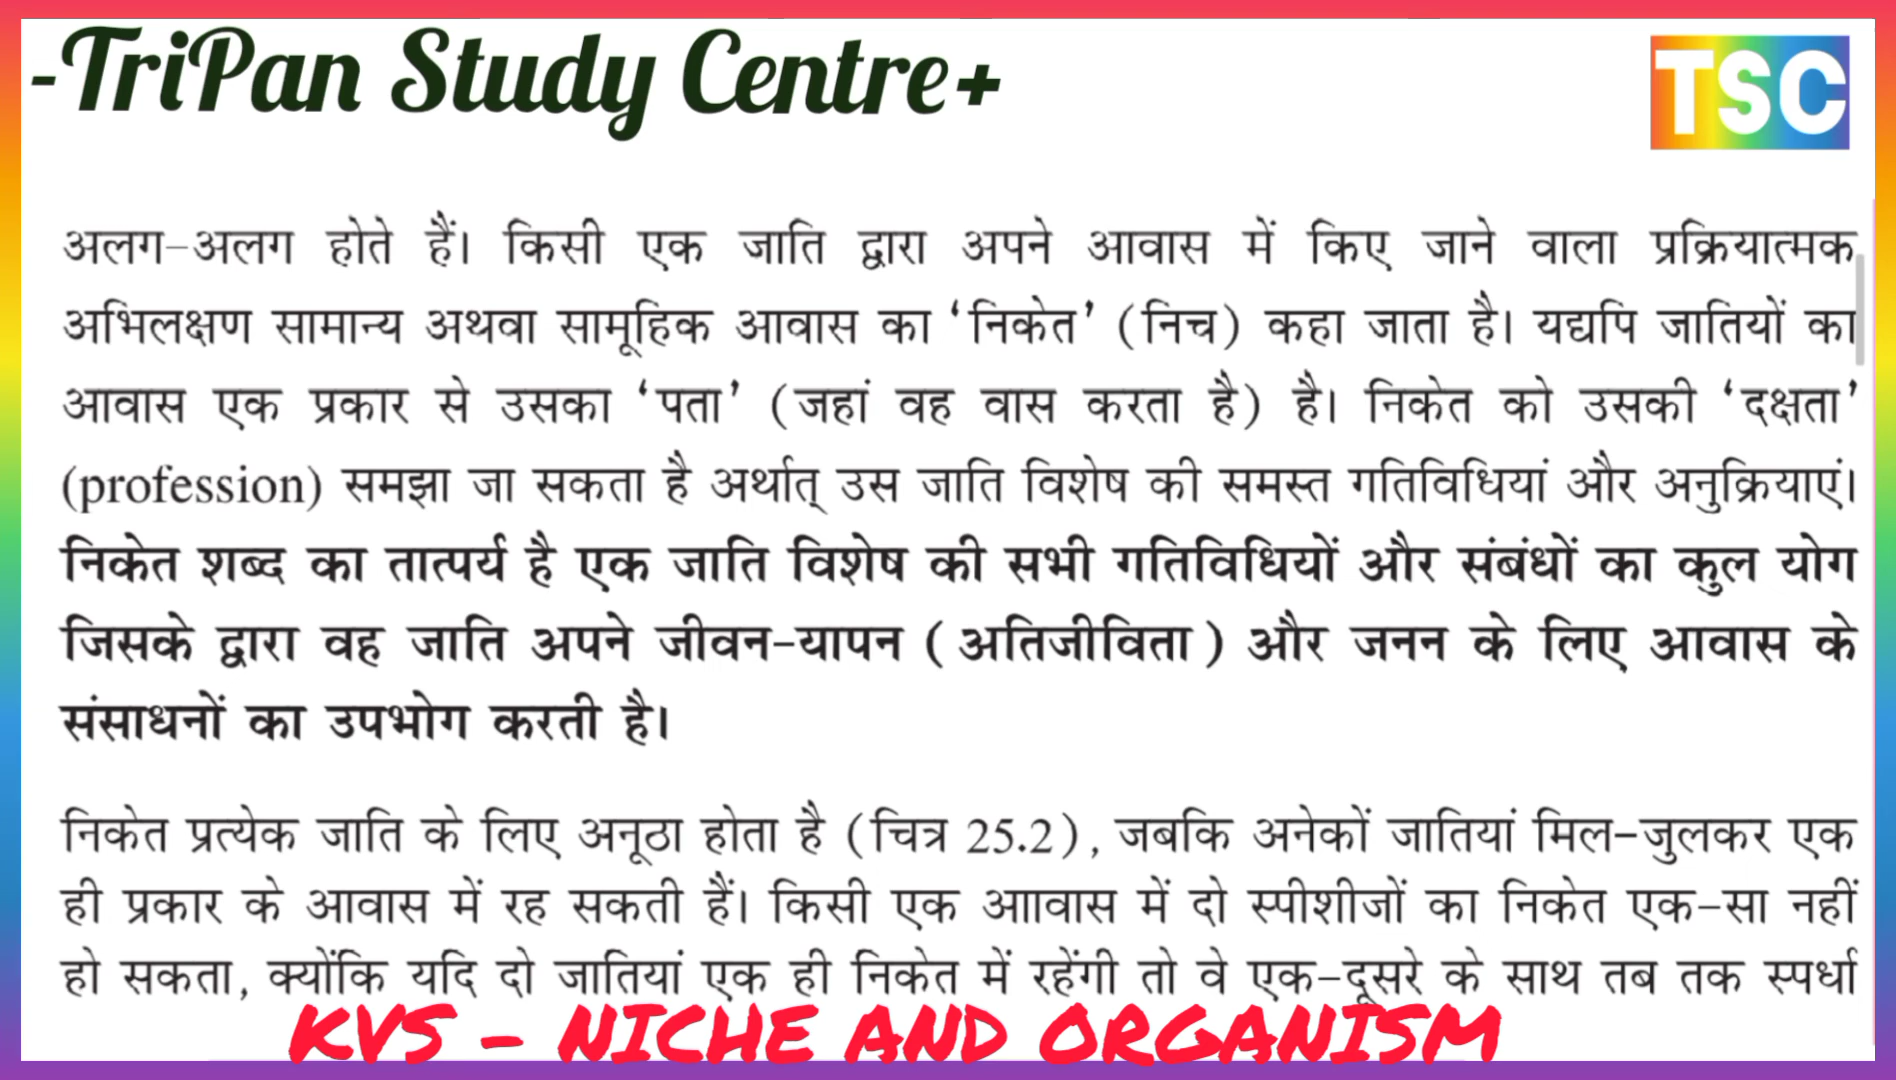 -TriPan Study Centre+
TSC
अलग-अलग होते हैं। किसी एक जाति द्वारा अपने आवास में किए जाने वाला प्रक्रियात्मक
अभिलक्षण सामान्य अथवा सामूहिक आवास का ‘निकेत’ (निच) कहा जाता है। यद्यपि जातियों का
आवास एक प्रकार से उसका ‘पता’ (जहां वह वास करता है) है। निकेत को उसकी ‘दक्षता’
(profession) समझा जा सकता है अर्थात् उस जाति विशेष की समस्त गतिविधियां और अनुक्रियाएं।
निकेत शब्द का तात्पर्य है एक जाति विशेष की सभी गतिविधियों और संबंधों का कुल योग
जिसके द्वारा वह जाति अपने जीवन-यापन (अतिजीविता) और जनन के लिए आवास के
संसाधनों का उपभोग करती है।
निकेत प्रत्येक जाति के लिए अनूठा होता है (चित्र 25.2), जबकि अनेकों जातियां मिल-जुलकर एक
ही प्रकार के आवास में रह सकती हैं। किसी एक आावास में दो स्पीशीजों का निकेत एक-सा नहीं
हो सकता, क्योंकि यदि दो जातियां एक ही निकेत में रहेंगी तो वे एक-दूसरे के साथ तब तक स्पर्धा
KVS - NICHE AND ORGANISM